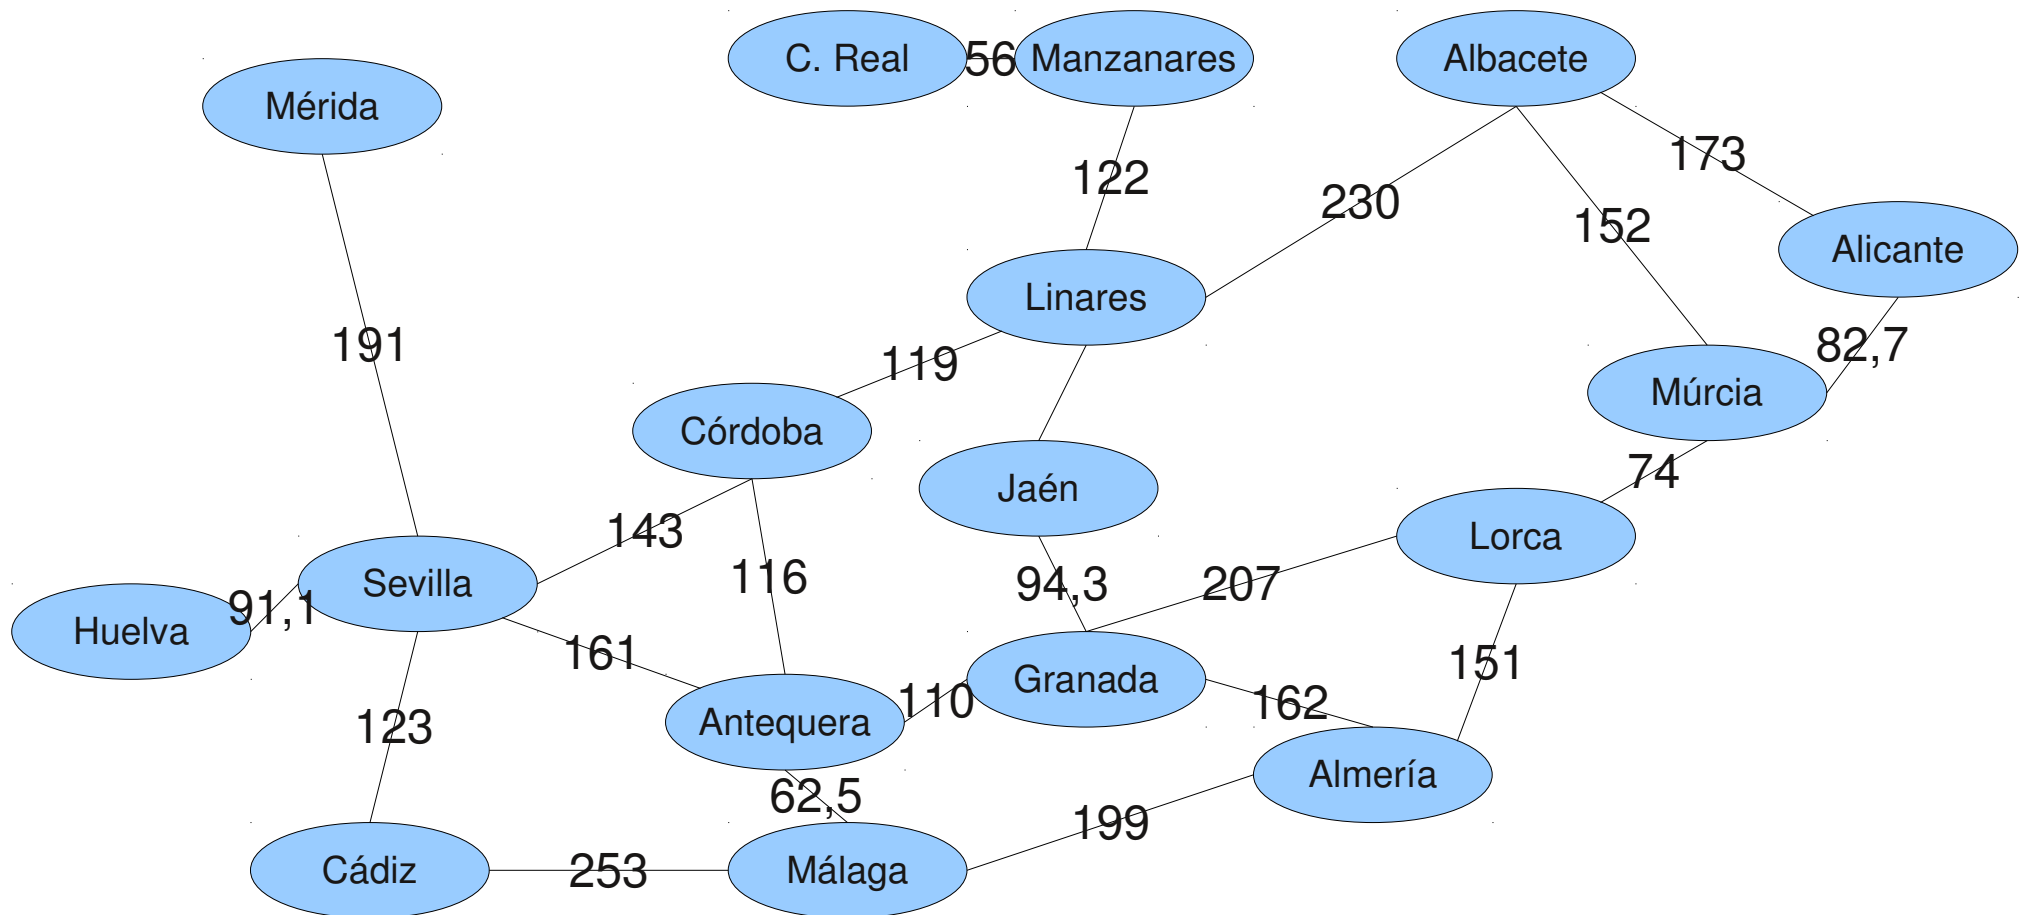 C. Real
56
Manzanares
Albacete
Mérida
173
122
230
152
Alicante
Linares
191
119
82,7
Múrcia
Córdoba
74
Jaén
143
Lorca
116
Sevilla
94,3
207
91,1
Huelva
161
151
Granada
110
162
Antequera
123
Almería
62,5
199
Cádiz
253
Málaga